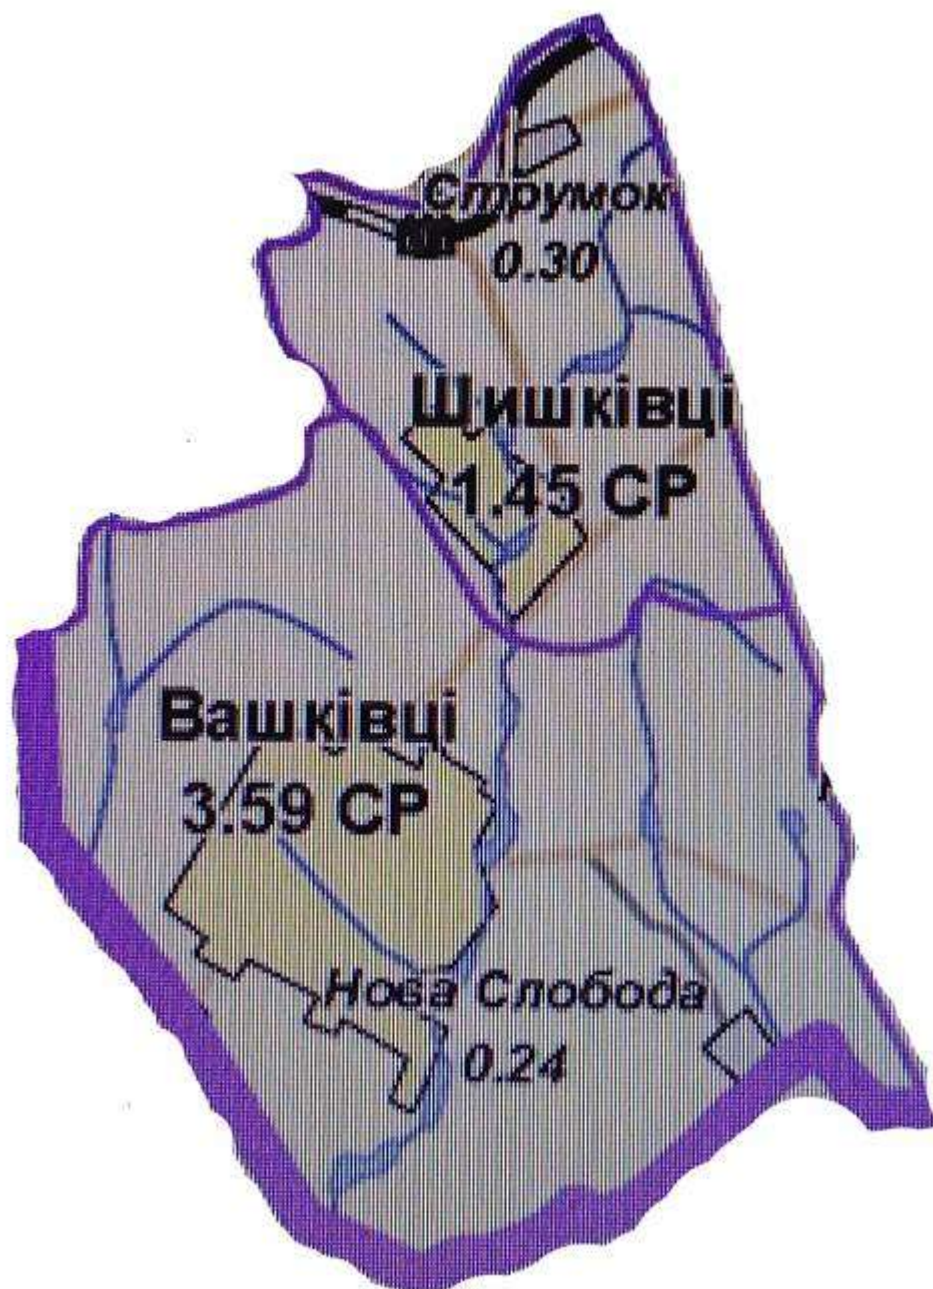 Струмок
0.30
Шишківці
1.45 СР
Вашківці
3.59 СР
Нова Слобода
0.24